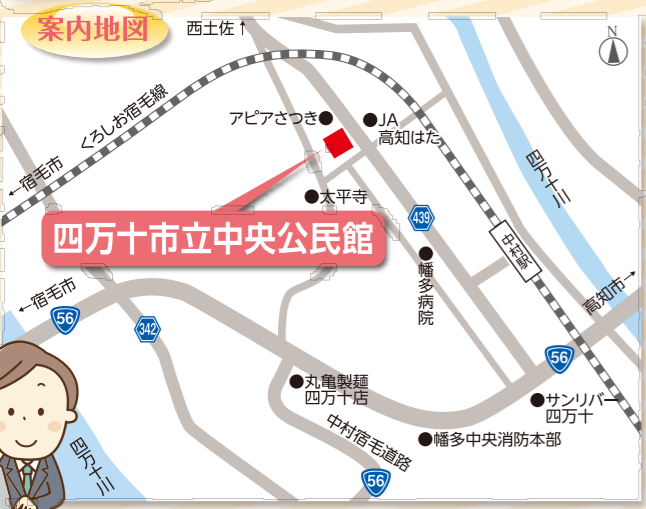 案内地図
西土佐↑
N
くろしお宿毛線
アピアさつき
JA
高知はた
←宿毛市
四万十川
太平寺
439
四万十市立中央公民館
中村駅
幡多病院
←宿毛市
高知市→
56
342
56
丸亀製麺
四万十店
サンリバー
四万十
中村宿毛道路
幡多中央消防本部
四万十川
56